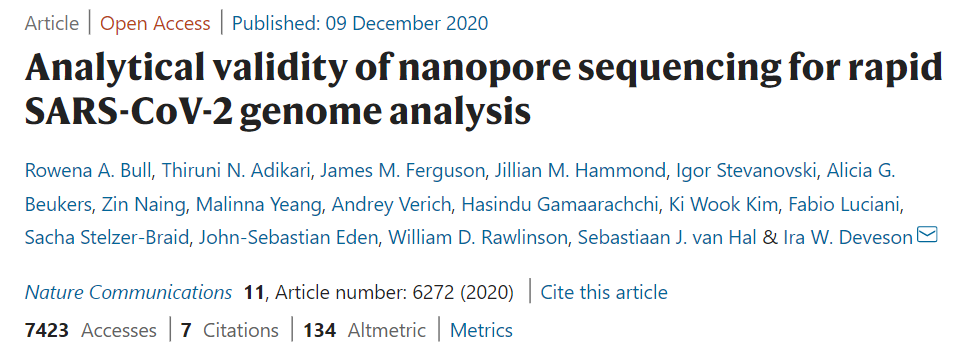 Article | Open Access | Published: 09 December 2020
Analytical validity of nanopore sequencing for rapid
SARS-CoV-2 genome analysis
Rowena A. Bull, Thiruni N. Adikari, James M. Ferguson, Jillian M. Hammond, Igor Stevanovski, Alicia G.
Beukers, Zin Naing, Malinna Yeang, Andrey Verich, Hasindu Gamaarachchi, Ki Wook Kim, Fabio Luciani,
Sacha Stelzer-Braid, John-Sebastian Eden, William D. Rawlinson, Sebastiaan J. van Hal & Ira W. Deveson
Nature Communications 11, Article number: 6272 (2020) | Cite this article
7423 Accesses | 7 Citations | 134 Altmetric | Metrics